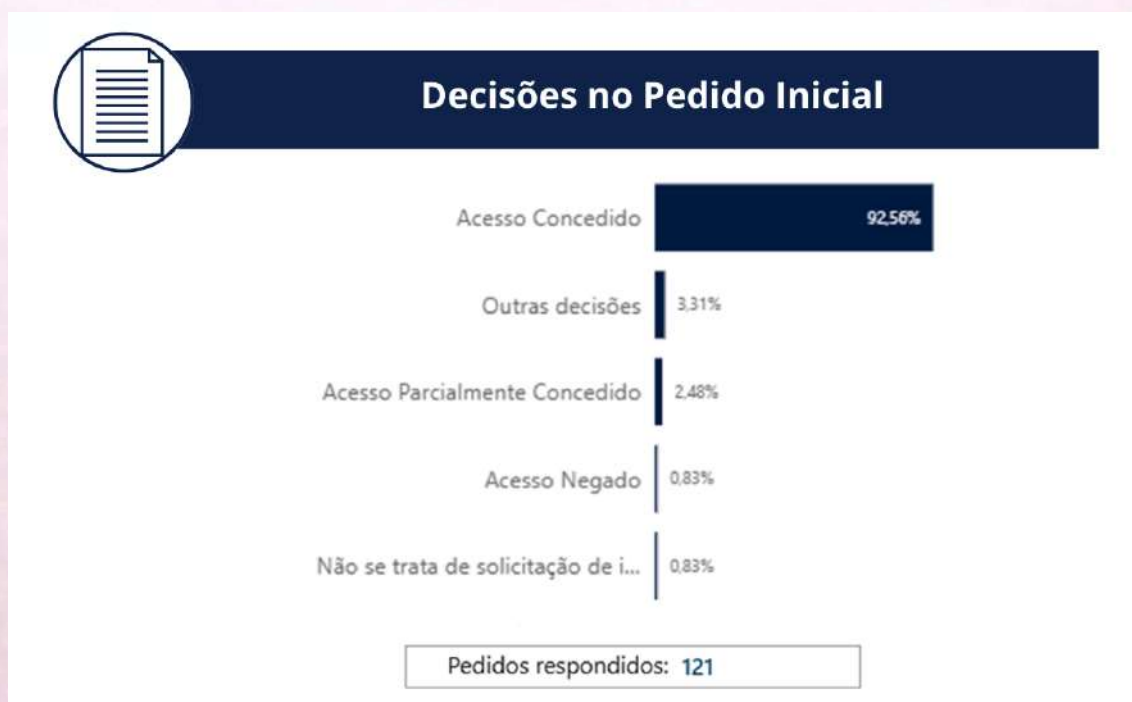 Decisões no Pedido Inicial
Acesso Concedido 92,56%
Outras decisões 3,31%
Acesso Parcialmente Concedido 2,48%
Acesso Negado 0,83%
Não se trata de solicitação de i... 0,83%
Pedidos respondidos: 121